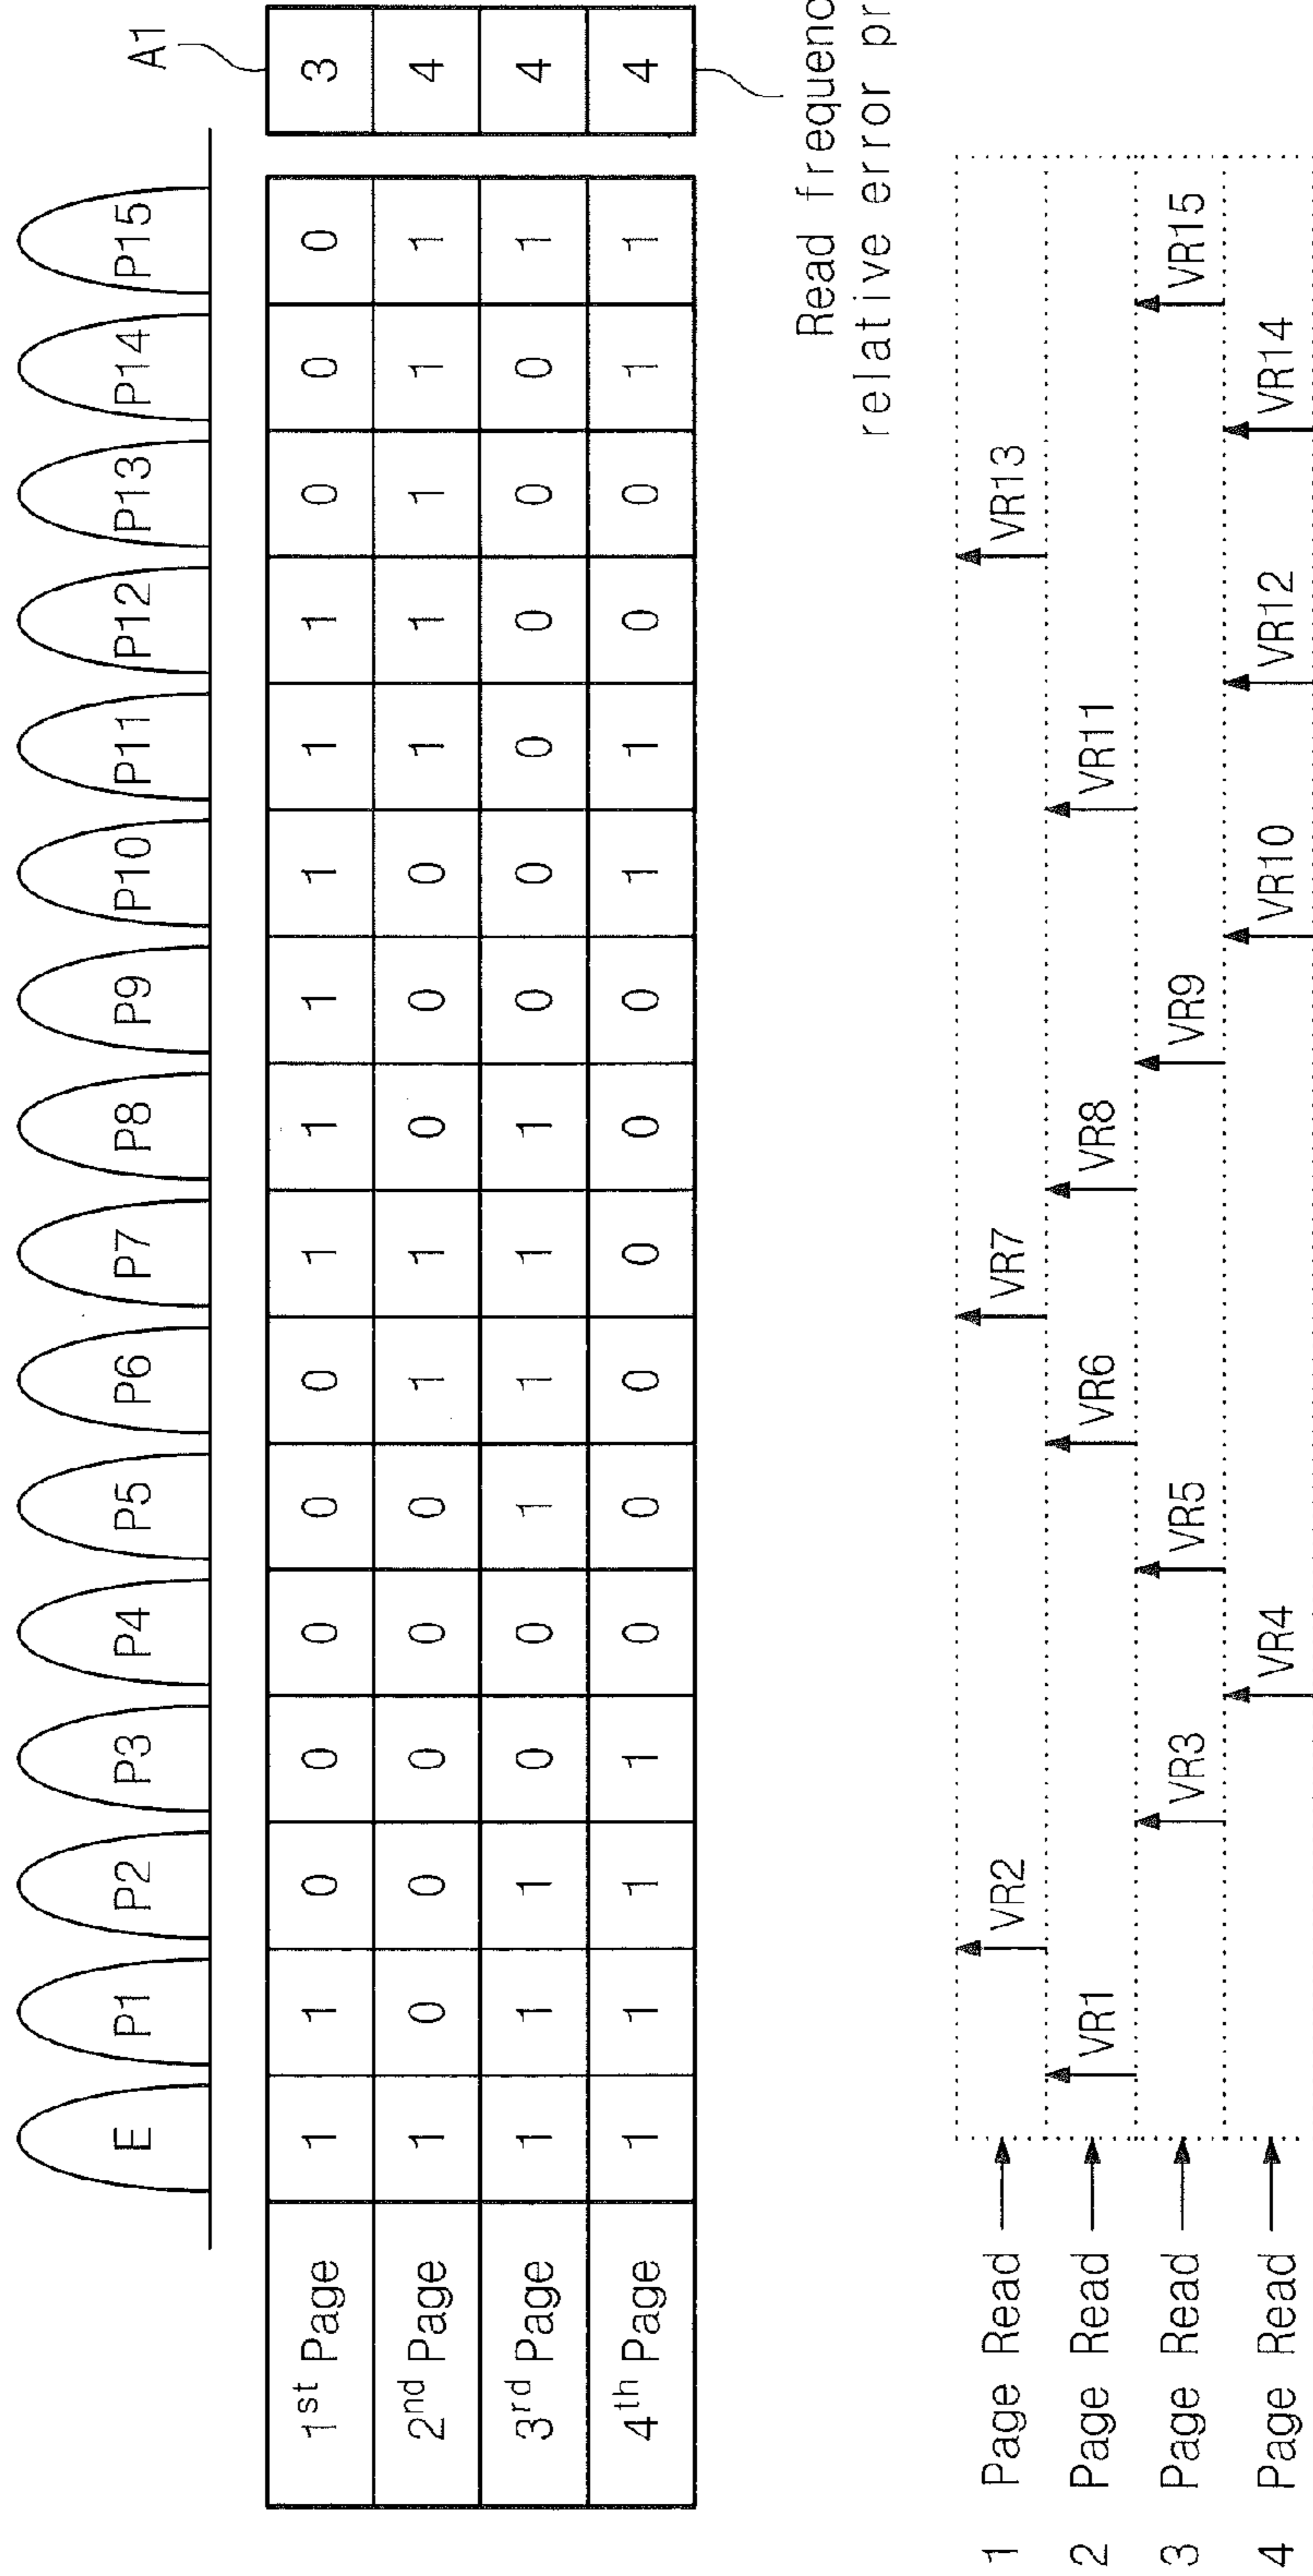 E P1 P2 P3 P4 P5 P6 P7 P8 P9 P10 P11 P12 P13 P14 P15 A1
1st Page 1 1 0 0 0 0 0 1 1 1 1 1 1 0 0 0 3
2nd Page 1 0 0 0 0 0 1 1 0 0 0 1 1 1 1 1 4
3rd Page 1 1 1 0 0 1 1 1 1 0 0 0 0 0 0 1 4
4th Page 1 1 1 1 0 0 0 0 0 0 1 1 0 0 1 1 4
Read frequenc
relative error pr
1 Page Read VR2 VR7 VR13
2 Page Read VR1 VR6 VR8 VR11
3 Page Read VR3 VR5 VR9 VR15
4 Page Read VR4 VR10 VR12 VR14